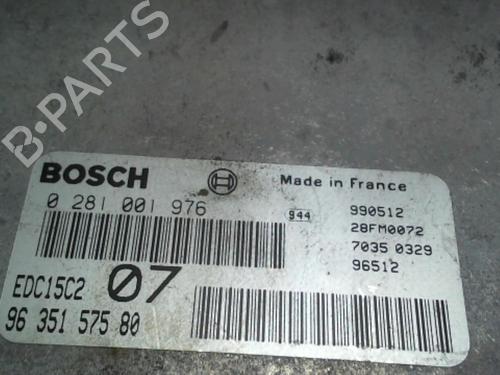 B-PARTS
BOSCH
Made in France
0 281 001 976
944
990512
28FM0072
7035 0329
96512
EDC15C2 07
96 351 575 80